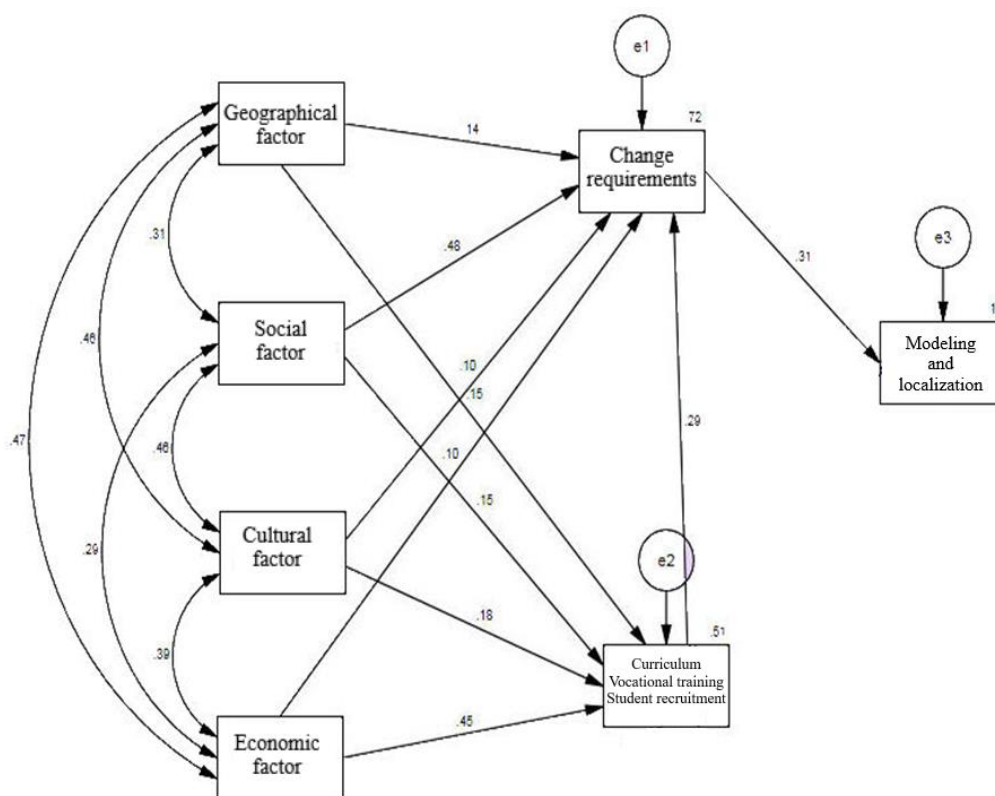 e1
Geographical
factor
14
72
Change
requirements
.31
.48
.31
e3
1
Modeling
and
localization
Social
factor
.46
.10
.15
.29
.47
.46
.10
.15
Cultural
factor
.29
e2
.18
.51
.39
Curriculum
Vocational training
Student recruitment
.45
Economic
factor